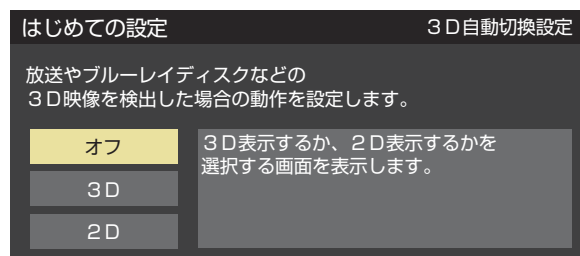 はじめての設定
３Ｄ自動切換設定
放送やブルーレイディスクなどの
３Ｄ映像を検出した場合の動作を設定します。
オフ
３Ｄ
２Ｄ
３Ｄ表示するか、２Ｄ表示するかを
選択する画面を表示します。